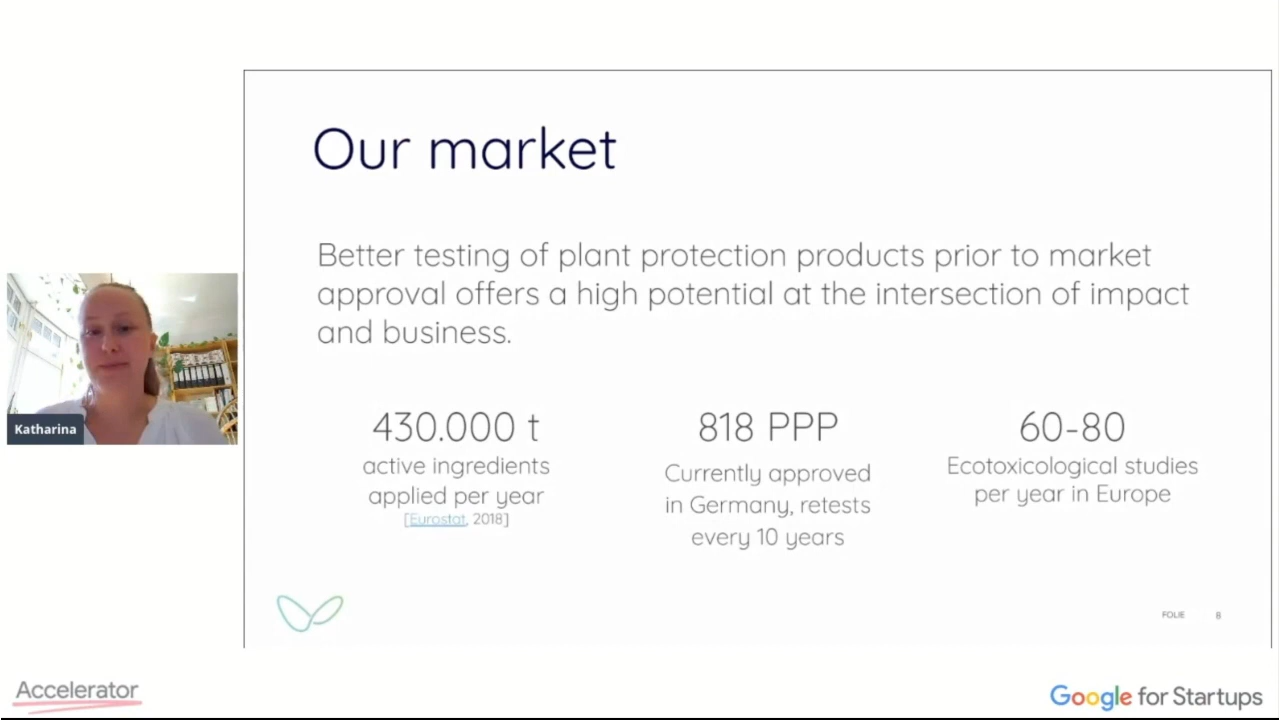 Our market
Better testing of plant protection products prior to market
approval offers a high potential at the intersection of impact
and business.
430.000 t
active ingredients
applied per year
[Eurostat, 2018]
818 PPP
Currently approved
in Germany, retests
every 10 years
60-80
Ecotoxicological studies
per year in Europe
Katharina
FOLIE 8
Accelerator
Google for Startups